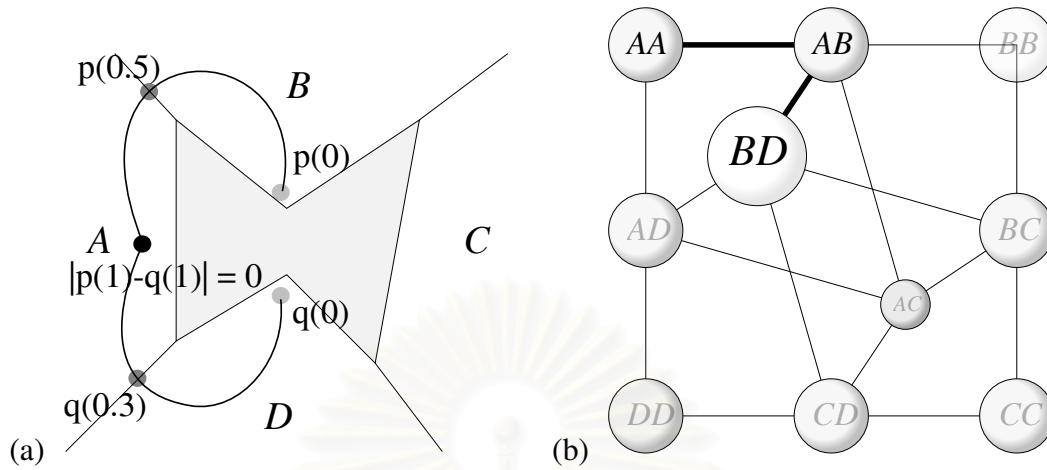 p(0.5)
B
p(0)
A
C
|p(1)-q(1)| = 0
q(0)
q(0.3)
D
(a)
AA
AB
BB
BD
AD
BC
AC
DD
CD
CC
(b)